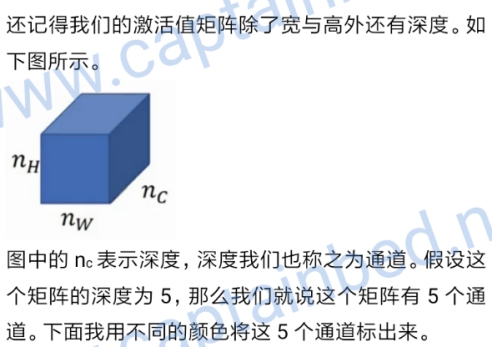 还记得我们的激活值矩阵除了宽与高外还有深度。如
下图所示。
n_H
n_C
n_W
图中的 nc 表示深度，深度我们也称之为通道。假设这
个矩阵的深度为 5，那么我们就说这个矩阵有 5 个通
道。下面我用不同的颜色将这 5 个通道标出来。
www.captain
captainbed.n